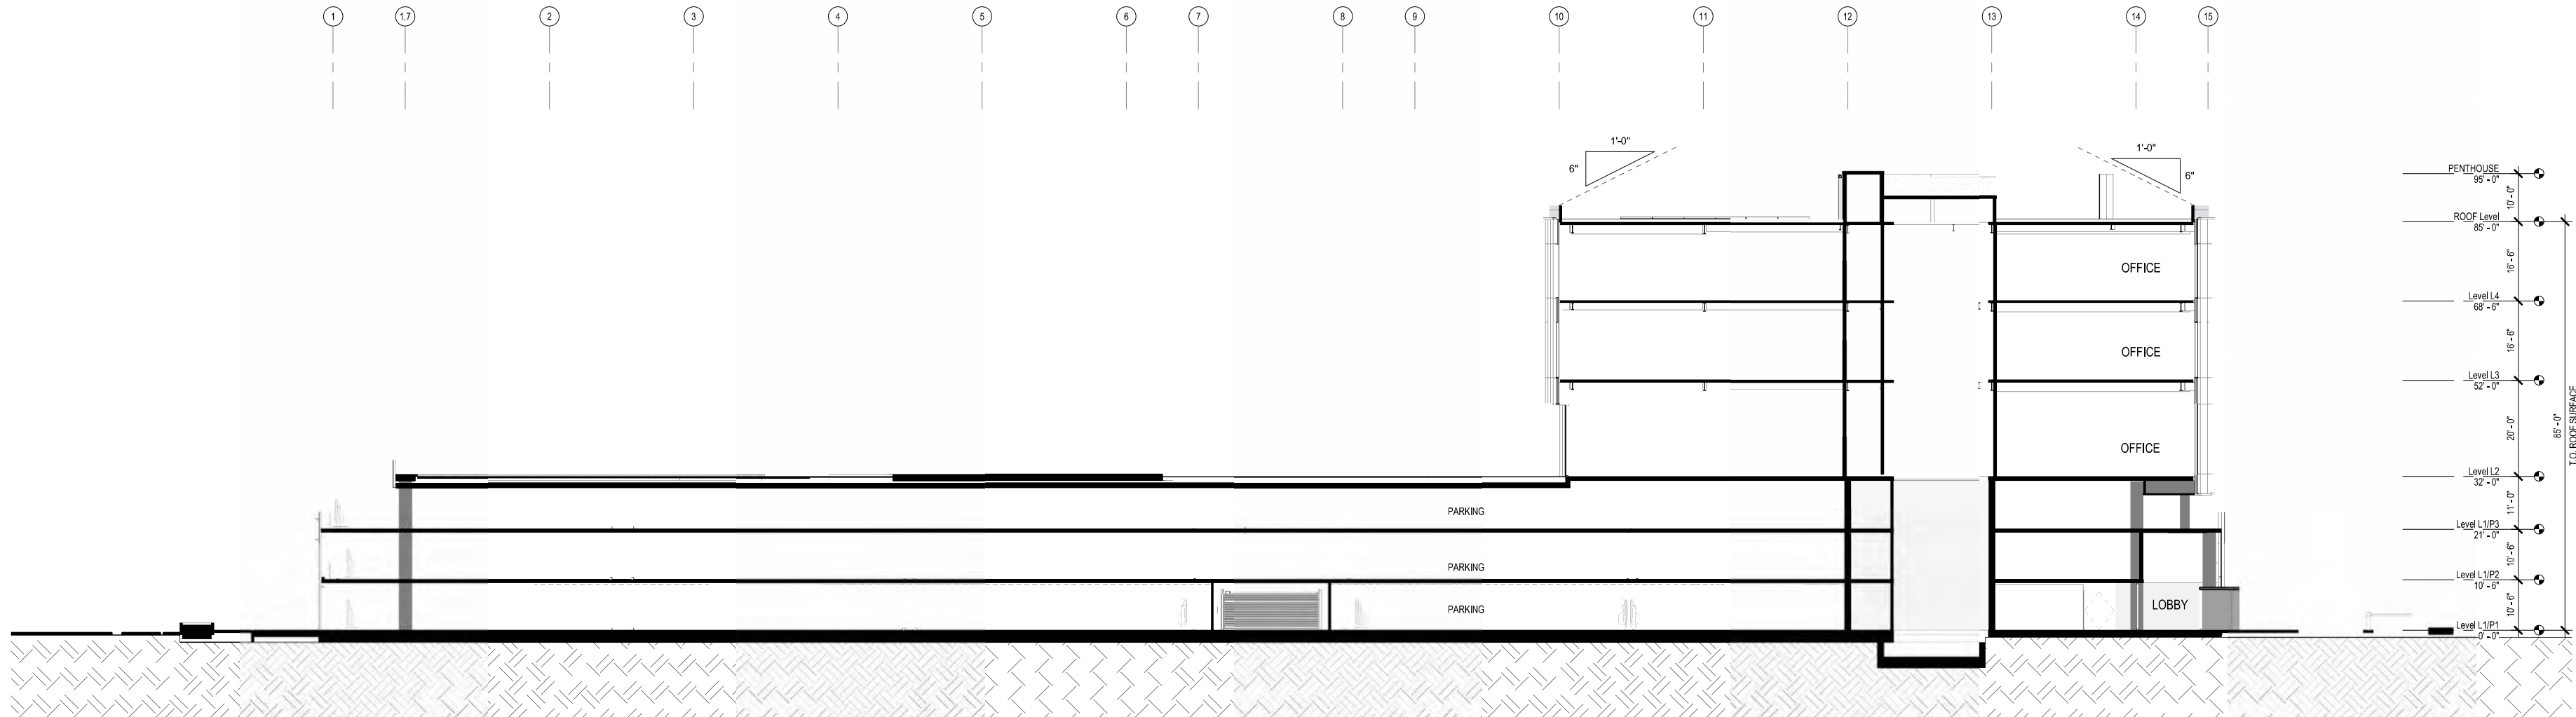 1
1.7
2
3
4
5
6
7
8
9
10
11
12
13
14
15
1'-0"
6"
1'-0"
6"
PENTHOUSE
95' - 0"
10' - 0"
ROOF Level
85' - 0"
16' - 6"
OFFICE
Level L4
68' - 6"
16' - 6"
OFFICE
Level L3
52' - 0"
20' - 0"
85' - 0"
T.O. ROOF SURFACE
OFFICE
Level L2
32' - 0"
11' - 0"
PARKING
Level L1/P3
21' - 0"
10' - 6"
PARKING
Level L1/P2
10' - 6"
10' - 6"
PARKING
LOBBY
Level L1/P1
0' - 0"